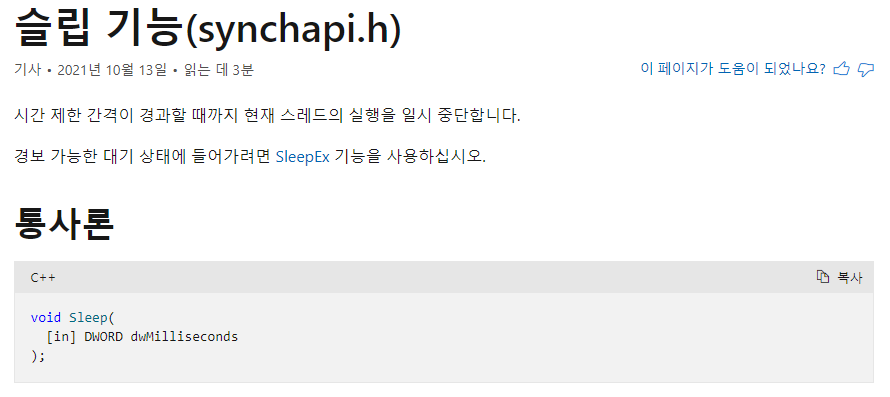 슬립 기능(synchapi.h)
기사 • 2021년 10월 13일 • 읽는 데 3분
이 페이지가 도움이 되었나요?
시간 제한 간격이 경과할 때까지 현재 스레드의 실행을 일시 중단합니다.
경보 가능한 대기 상태에 들어가려면 SleepEx 기능을 사용하십시오.
통사론
C++
복사
void Sleep(
  [in] DWORD dwMilliseconds
);